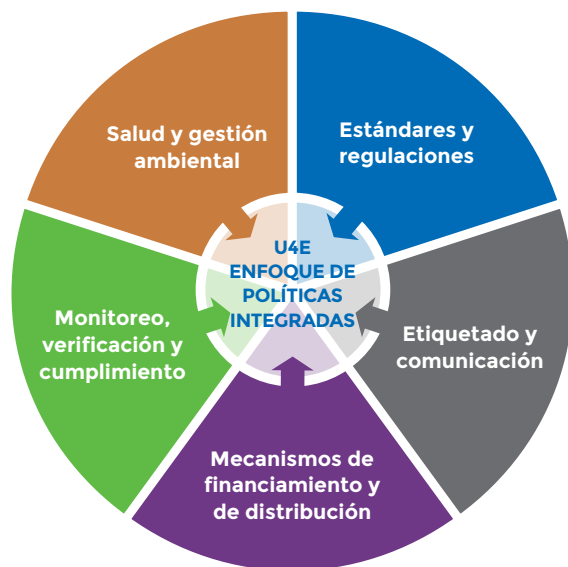 Salud y gestión
ambiental
Estándares y
regulaciones
U4E
ENFOQUE DE
POLÍTICAS
INTEGRADAS
Monitoreo,
verificación y
cumplimiento
Etiquetado y
comunicación
Mecanismos de
financiamiento y
de distribución